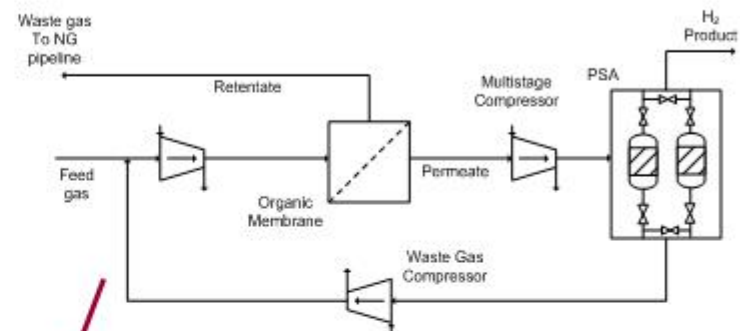 Waste gas
To NG
pipeline
Retentate
Multistage
Compressor
PSA
H₂
Product
Feed
gas
Organic
Membrane
Permeate
Waste Gas
Compressor